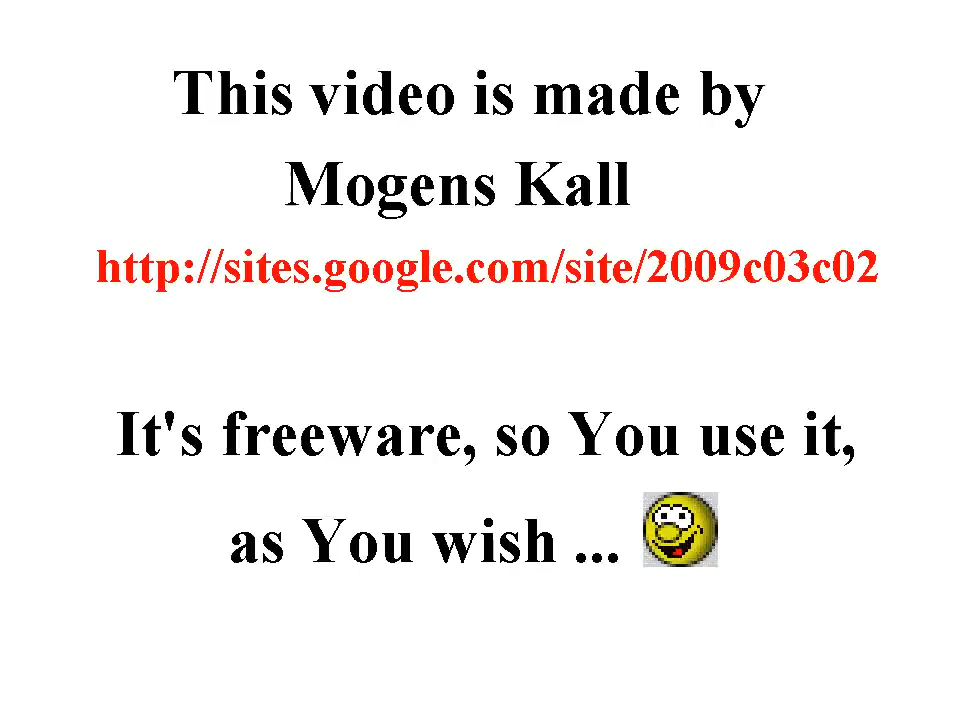 This video is made by
Mogens Kall
http://sites.google.com/site/2009c03c02
It's freeware, so You use it,
as You wish ...